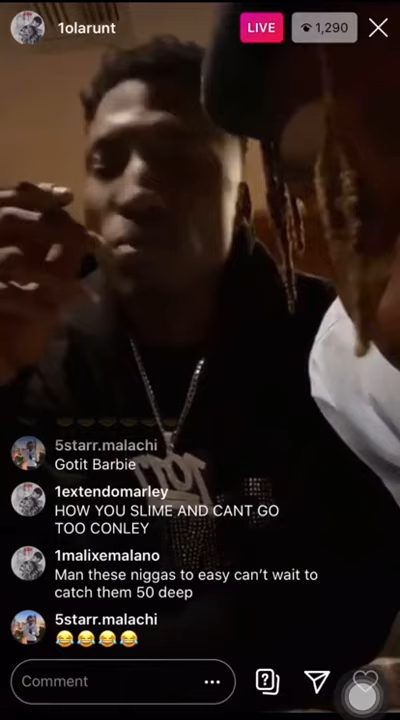 1olarunt
LIVE
1,290
5starr.malachi
Gotit Barbie
1extendomarley
HOW YOU SLIME AND CANT GO
TOO CONLEY
1malixemalano
Man these niggas to easy can't wait to
catch them 50 deep
5starr.malachi
😂😂😂😂
Comment